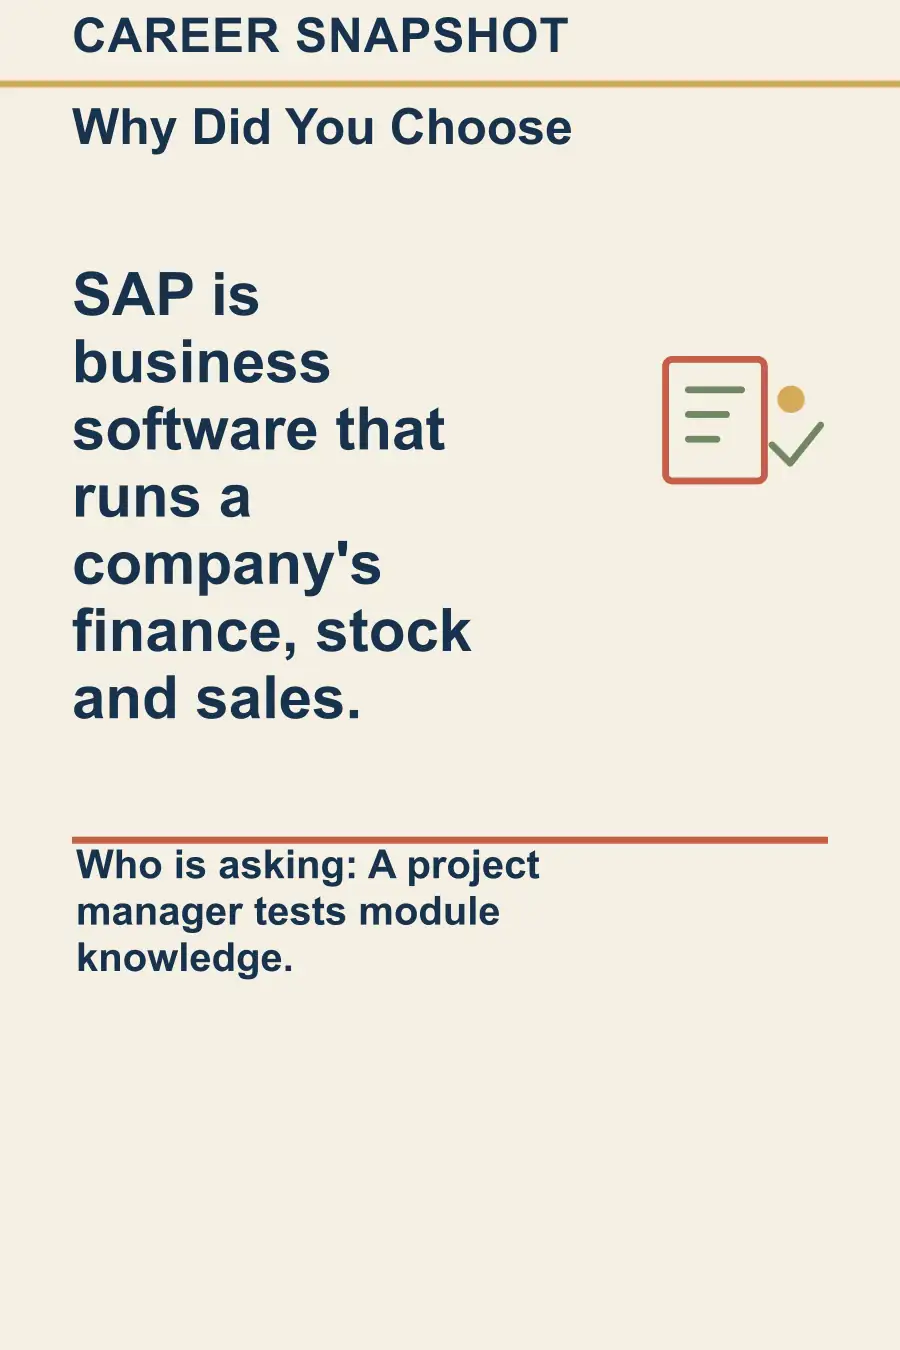 CAREER SNAPSHOT
Why Did You Choose
SAP is
business
software that
runs a
company's
finance, stock
and sales.
Who is asking: A project
manager tests module
knowledge.